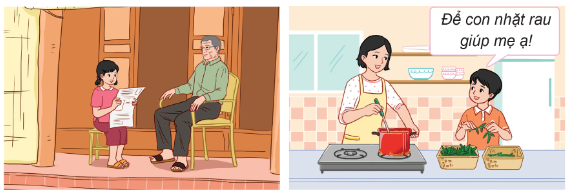 Để con nhặt rau
giúp mẹ ạ!